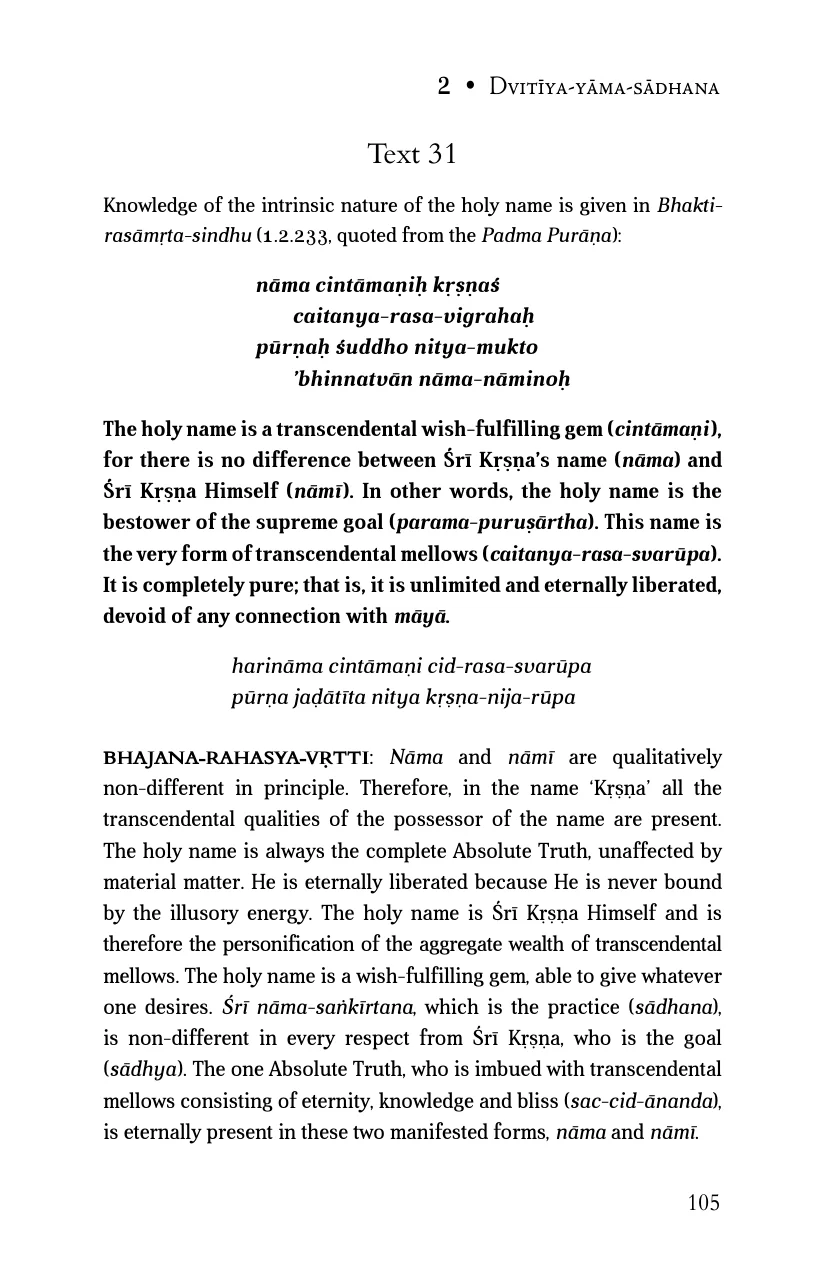 2 • Dvitīya-yāma-sādhana
Text 31
Knowledge of the intrinsic nature of the holy name is given in Bhakti-
rasāmṛta-sindhu (1.2.233, quoted from the Padma Purāṇa):
nāma cintāmaṇiḥ kṛṣṇaś
caitanya-rasa-vigrahaḥ
pūrṇaḥ śuddho nitya-mukto
’bhinnatvān nāma-nāminoḥ
The holy name is a transcendental wish-fulfilling gem (cintāmaṇi),
for there is no difference between Śrī Kṛṣṇa’s name (nāma) and
Śrī Kṛṣṇa Himself (nāmī). In other words, the holy name is the
bestower of the supreme goal (parama-puruṣārtha). This name is
the very form of transcendental mellows (caitanya-rasa-svarūpa).
It is completely pure; that is, it is unlimited and eternally liberated,
devoid of any connection with māyā.
harināma cintāmaṇi cid-rasa-svarūpa
pūrṇa jaḍātīta nitya kṛṣṇa-nija-rūpa
BHAJANA-RAHASYA-VṚTTI: Nāma and nāmī are qualitatively
non-different in principle. Therefore, in the name ‘Kṛṣṇa’ all the
transcendental qualities of the possessor of the name are present.
The holy name is always the complete Absolute Truth, unaffected by
material matter. He is eternally liberated because He is never bound
by the illusory energy. The holy name is Śrī Kṛṣṇa Himself and is
therefore the personification of the aggregate wealth of transcendental
mellows. The holy name is a wish-fulfilling gem, able to give whatever
one desires. Śrī nāma-saṅkīrtana, which is the practice (sādhana),
is non-different in every respect from Śrī Kṛṣṇa, who is the goal
(sādhya). The one Absolute Truth, who is imbued with transcendental
mellows consisting of eternity, knowledge and bliss (sac-cid-ānanda),
is eternally present in these two manifested forms, nāma and nāmī.
105